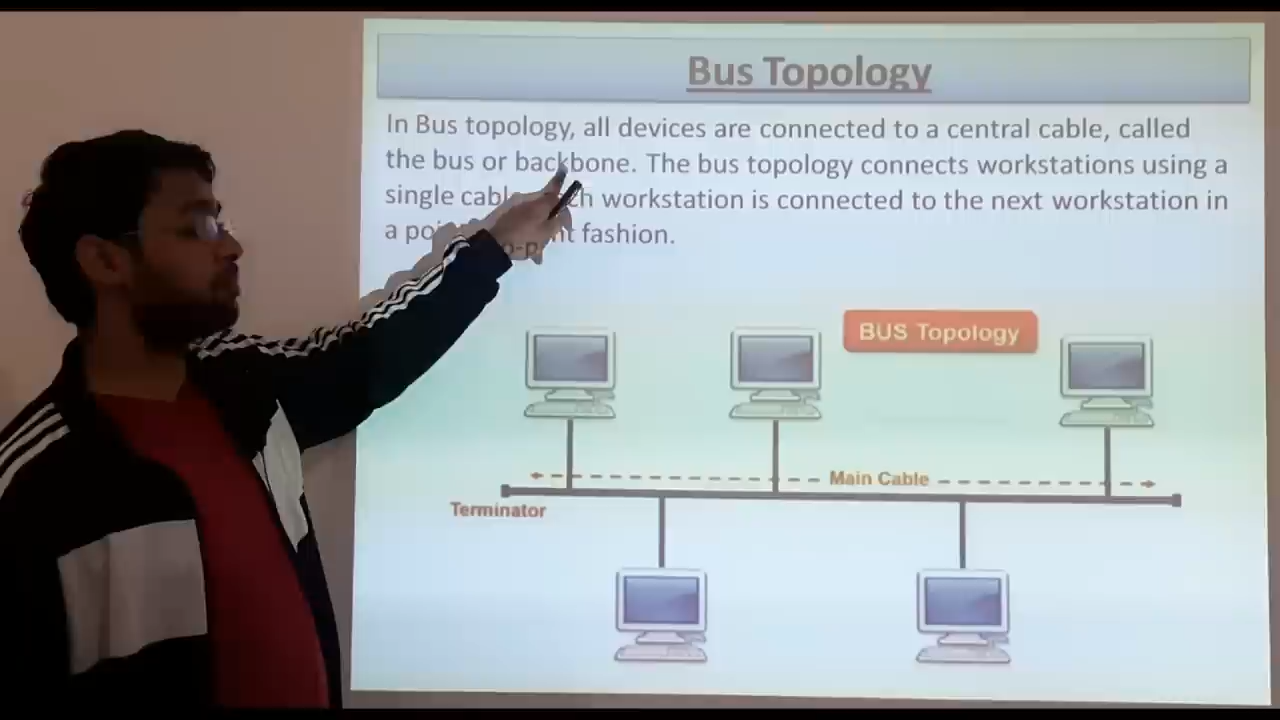 Bus Topology
In Bus topology, all devices are connected to a central cable, called
the bus or backbone. The bus topology connects workstations using a
single workstation is connected to the next workstation in
a fashion.
BUS Topology
Main Cable
Terminator